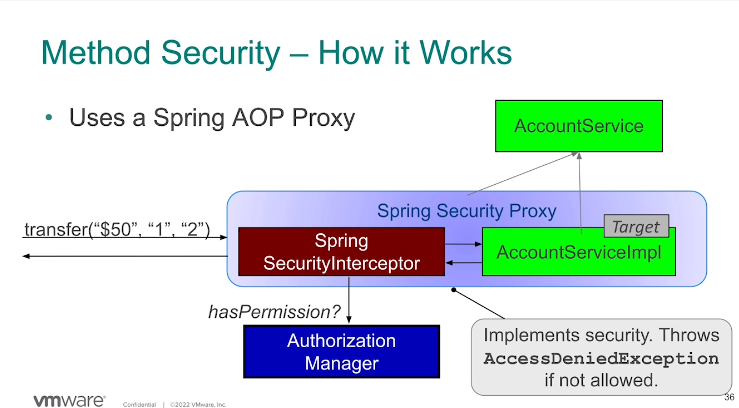 Method Security – How it Works
• Uses a Spring AOP Proxy
AccountService
Spring Security Proxy
transfer(“$50”, “1”, “2”)
Target
Spring
SecurityInterceptor
AccountServiceImpl
hasPermission?
Authorization
Manager
Implements security. Throws
AccessDeniedException
if not allowed.
vmware®
Confidential | ©2022 VMware, Inc.
36